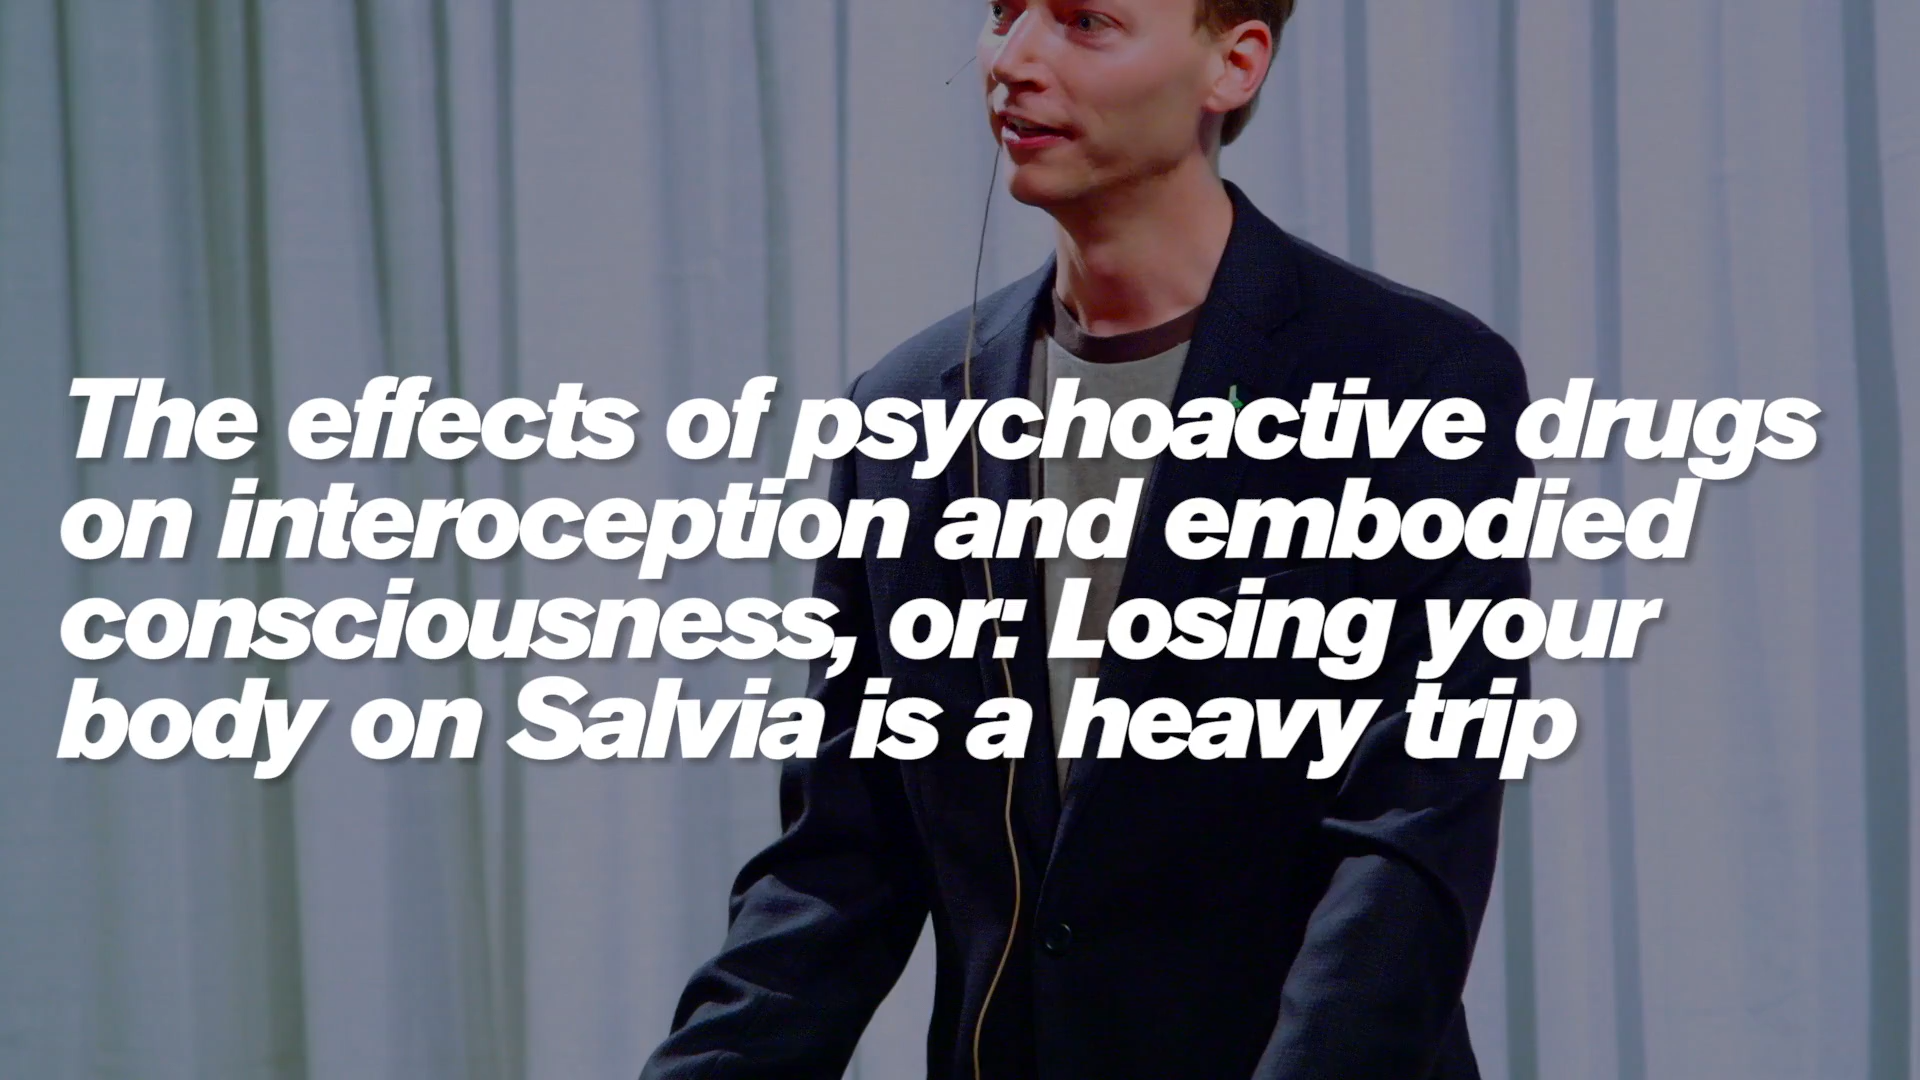 The effects of psychoactive drugs
on interoception and embodied
consciousness, or: Losing your
body on Salvia is a heavy trip